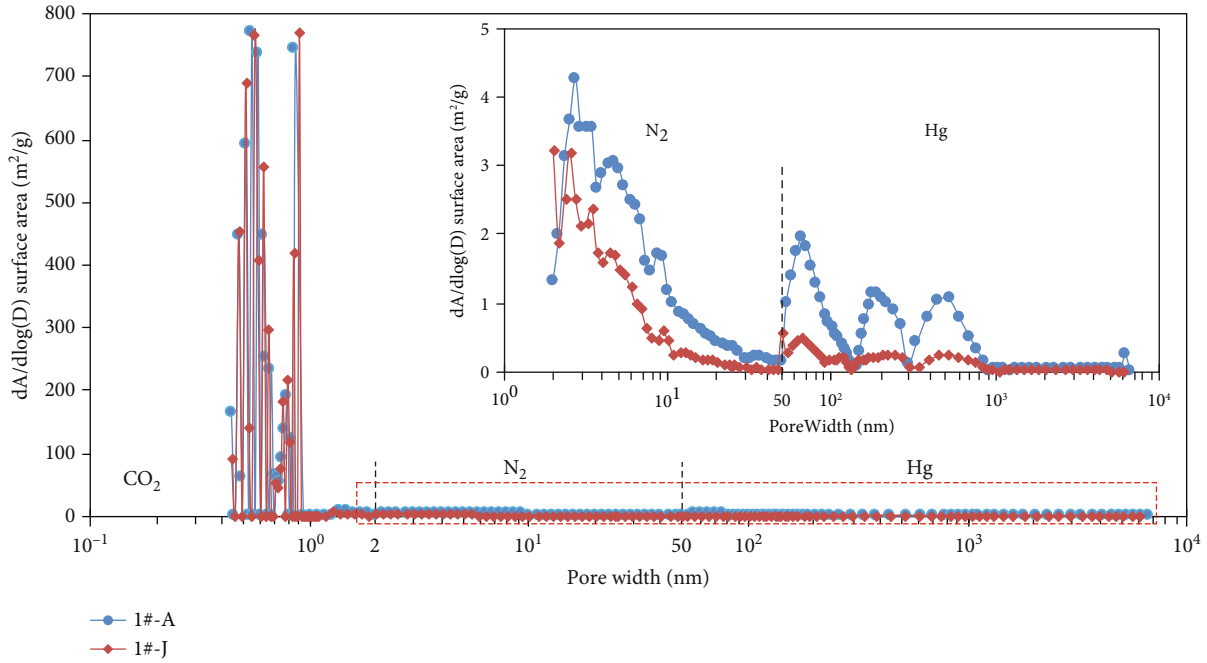 800
700
600
500
400
300
200
100
0
dA/dlog(D) surface area (m²/g)
5
4
3
2
1
0
dA/dlog(D) surface area (m²/g)
N₂
Hg
10⁰
10¹
50
10²
10³
10⁴
PoreWidth (nm)
CO₂
N₂
Hg
10⁻¹
10⁰
2
10¹
50
10²
10³
10⁴
Pore width (nm)
1#-A
1#-J